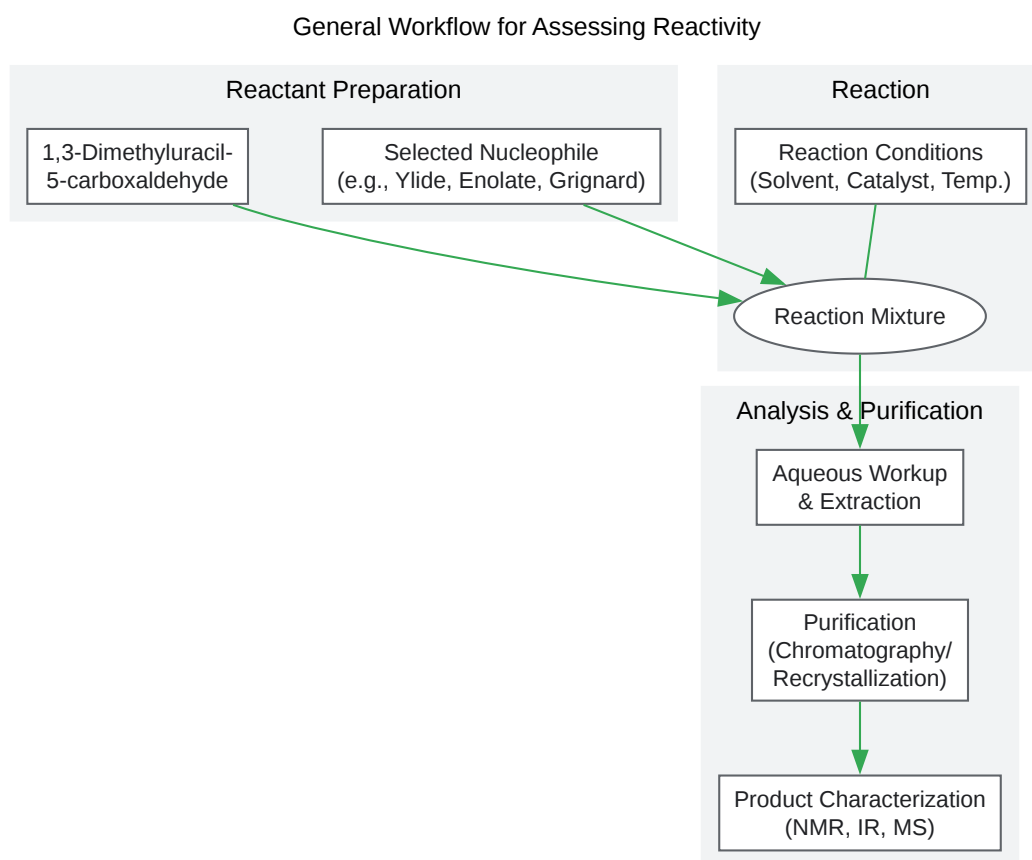 General Workflow for Assessing Reactivity
Reactant Preparation
1,3-Dimethyluracil-
5-carboxaldehyde
Selected Nucleophile
(e.g., Ylide, Enolate, Grignard)
Reaction
Reaction Conditions
(Solvent, Catalyst, Temp.)
Reaction Mixture
Analysis & Purification
Aqueous Workup
& Extraction
Purification
(Chromatography/
Recrystallization)
Product Characterization
(NMR, IR, MS)